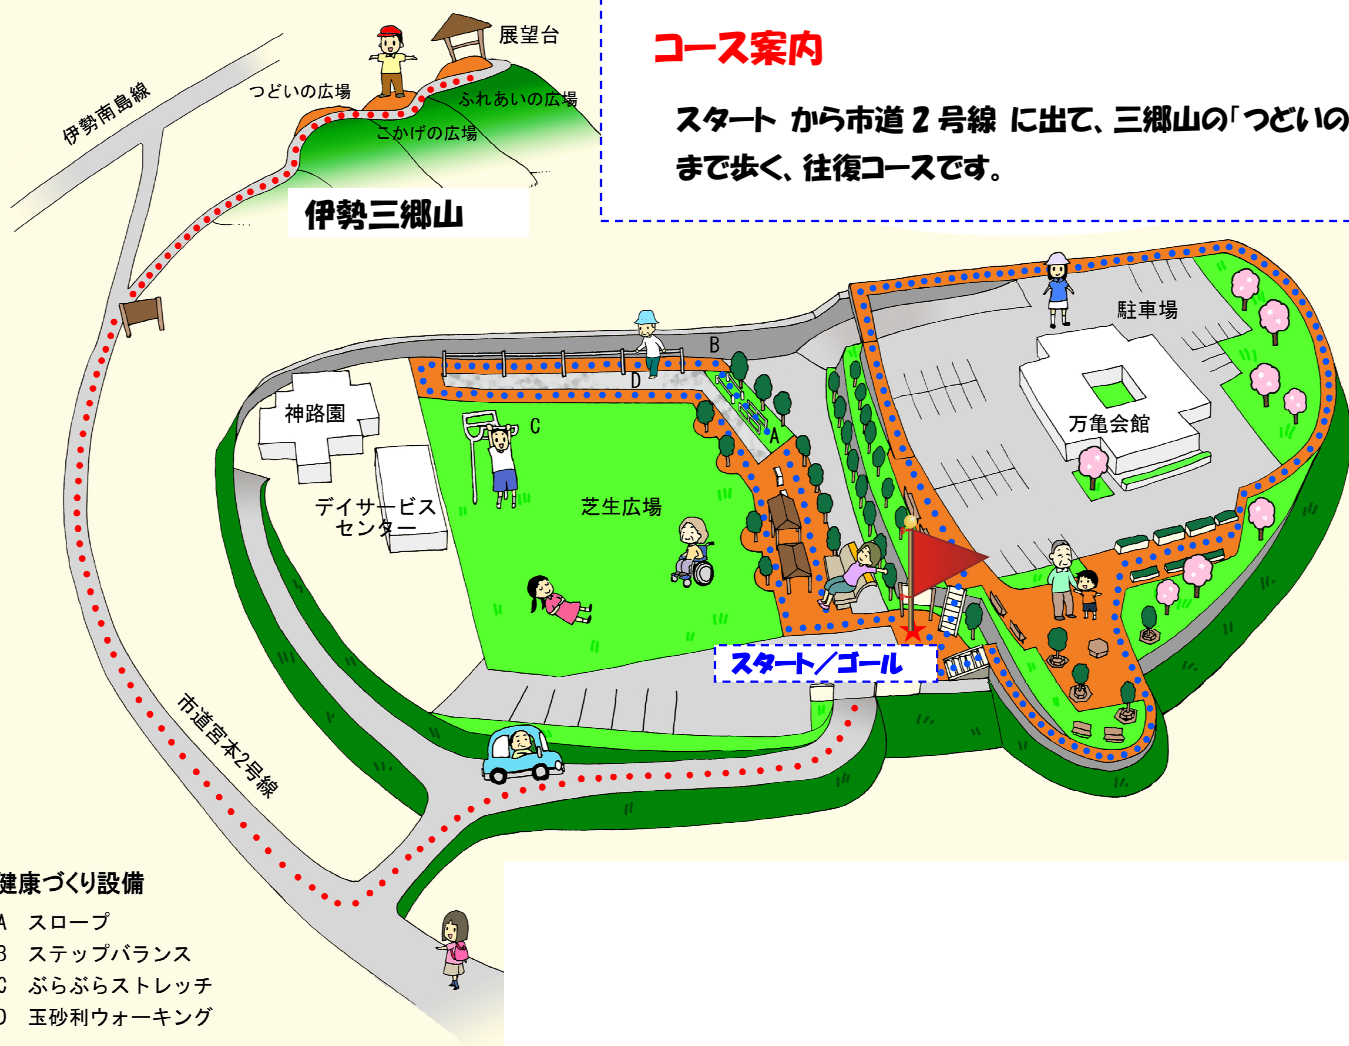 展望台
コース案内
つどいの広場
伊勢南島線
ふれあいの広場
こかげの広場
スタート から市道2号線 に出て、三郷山の「つどいの
まで歩く、往復コースです。
伊勢三郷山
駐車場
B
D
神路園
C
A
万亀会館
デイサービス
センター
芝生広場
スタート/ゴール
市道宮本2号線
健康づくり設備
A スロープ
B ステップバランス
C ぶらぶらストレッチ
D 玉砂利ウォーキング